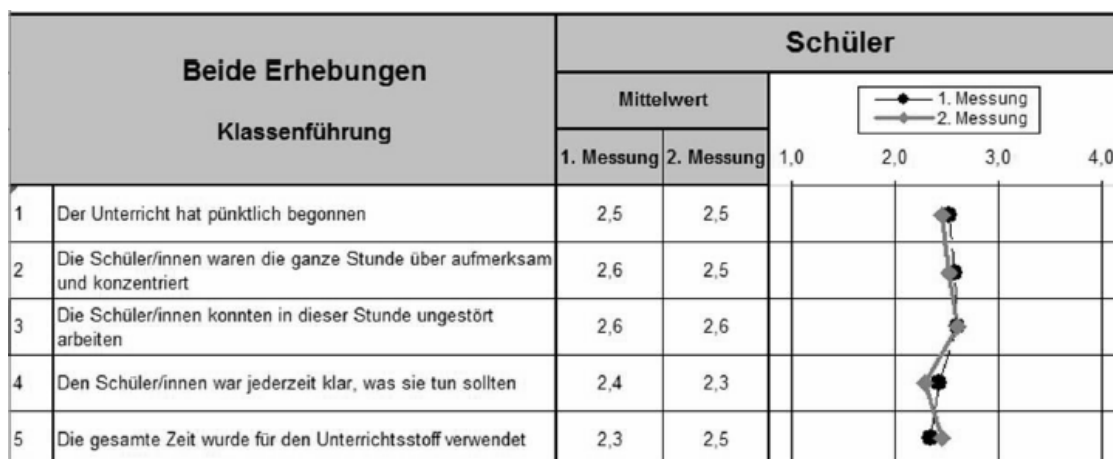 Beide Erhebungen
Klassenführung
Schüler
Mittelwert
1. Messung 2. Messung
1. Messung
2. Messung
1,0 2,0 3,0 4,0
1 Der Unterricht hat pünktlich begonnen 2,5 2,5
2 Die Schüler/innen waren die ganze Stunde über aufmerksam
und konzentriert 2,6 2,5
3 Die Schüler/innen konnten in dieser Stunde ungestört
arbeiten 2,6 2,6
4 Den Schüler/innen war jederzeit klar, was sie tun sollten 2,4 2,3
5 Die gesamte Zeit wurde für den Unterrichtsstoff verwendet 2,3 2,5